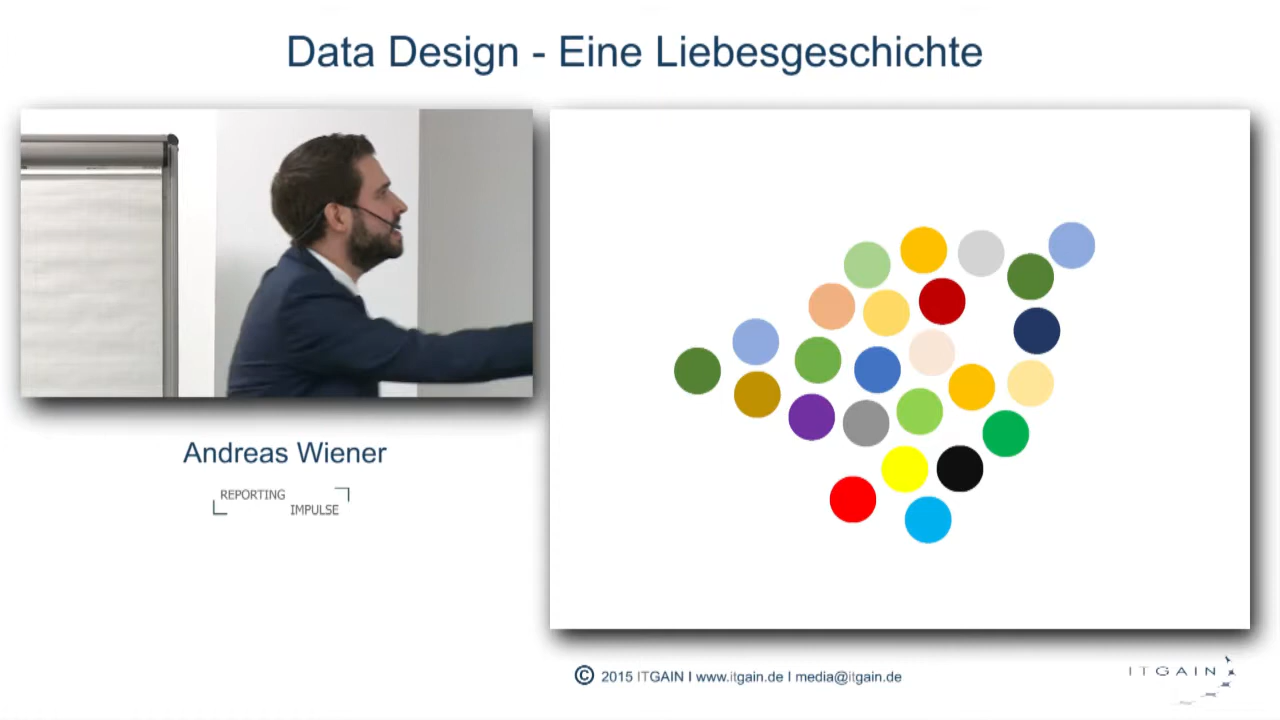 Data Design - Eine Liebesgeschichte
Andreas Wiener
REPORTING
IMPULSE
© 2015 ITGAIN I www.itgain.de I media@itgain.de
ITGAIN